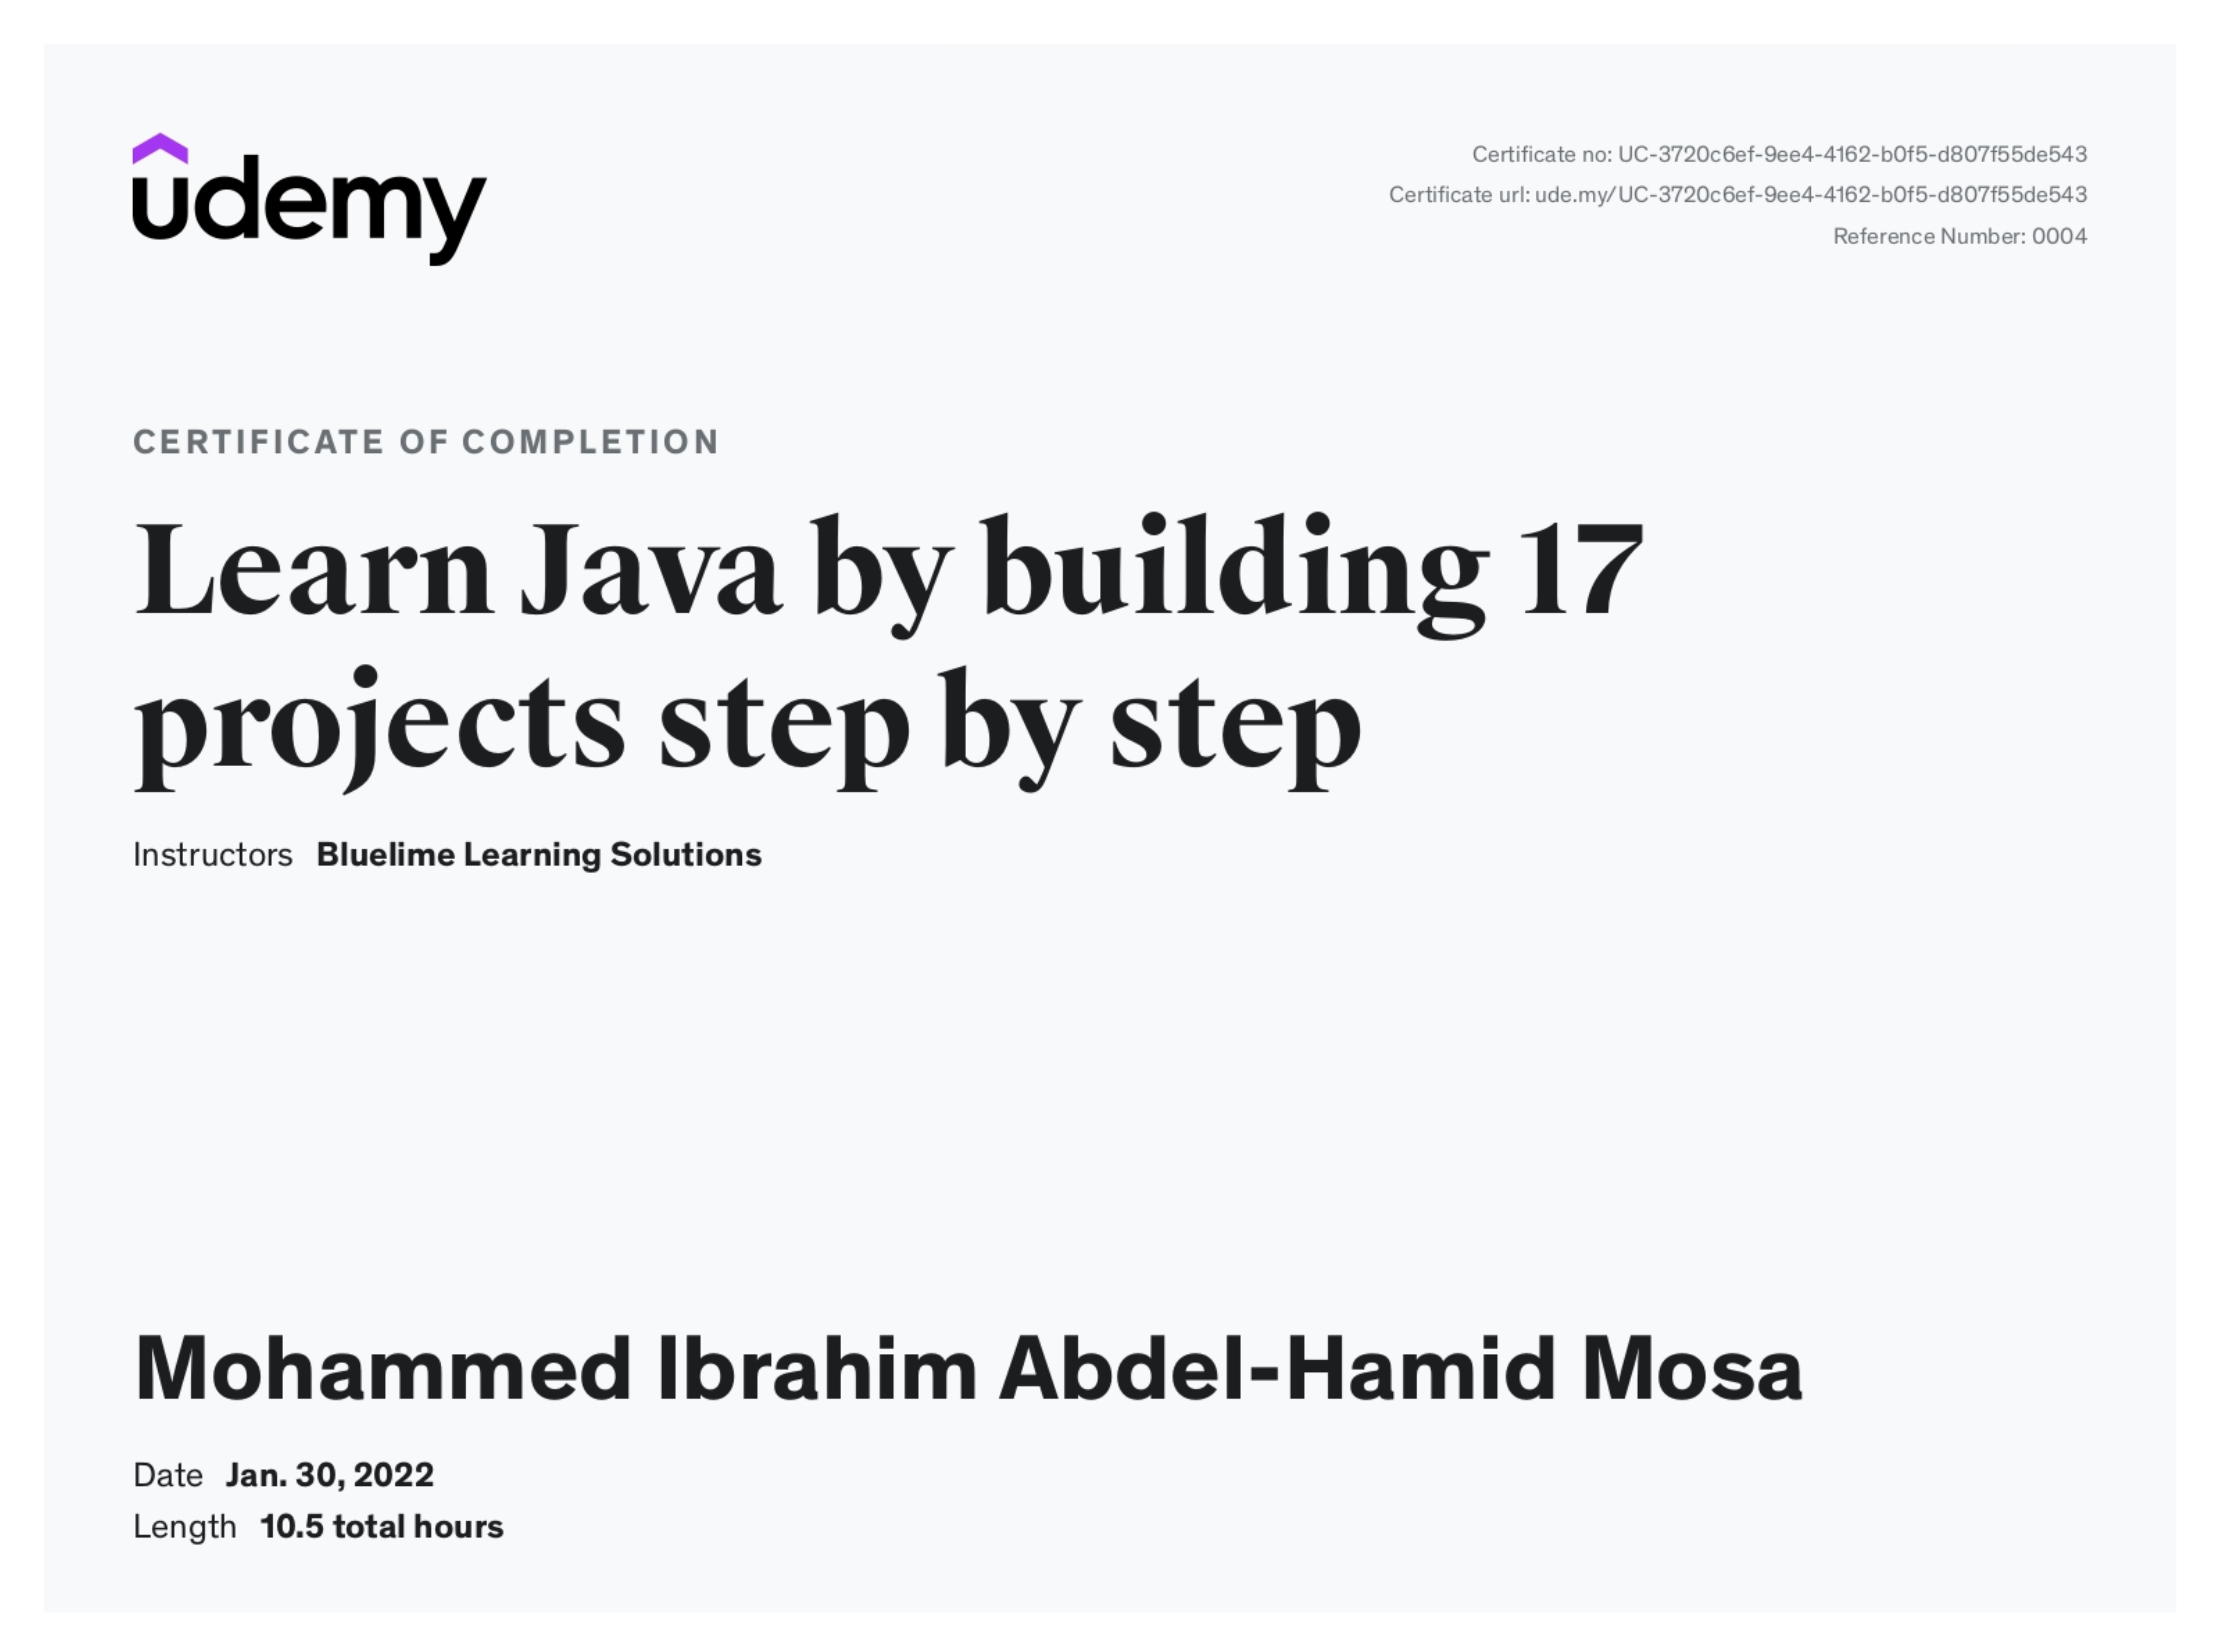 udemy
Certificate no: UC-3720c6ef-9ee4-4162-b0f5-d807f55de543
Certificate url: ude.my/UC-3720c6ef-9ee4-4162-b0f5-d807f55de543
Reference Number: 0004
CERTIFICATE OF COMPLETION
Learn Java by building 17
projects step by step
Instructors Bluelime Learning Solutions
Mohammed Ibrahim Abdel-Hamid Mosa
Date Jan. 30, 2022
Length 10.5 total hours